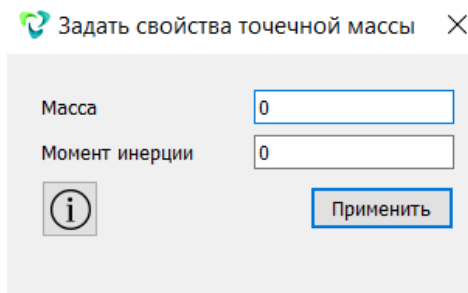 Задать свойства точечной массы
Масса 0
Момент инерции 0
Применить